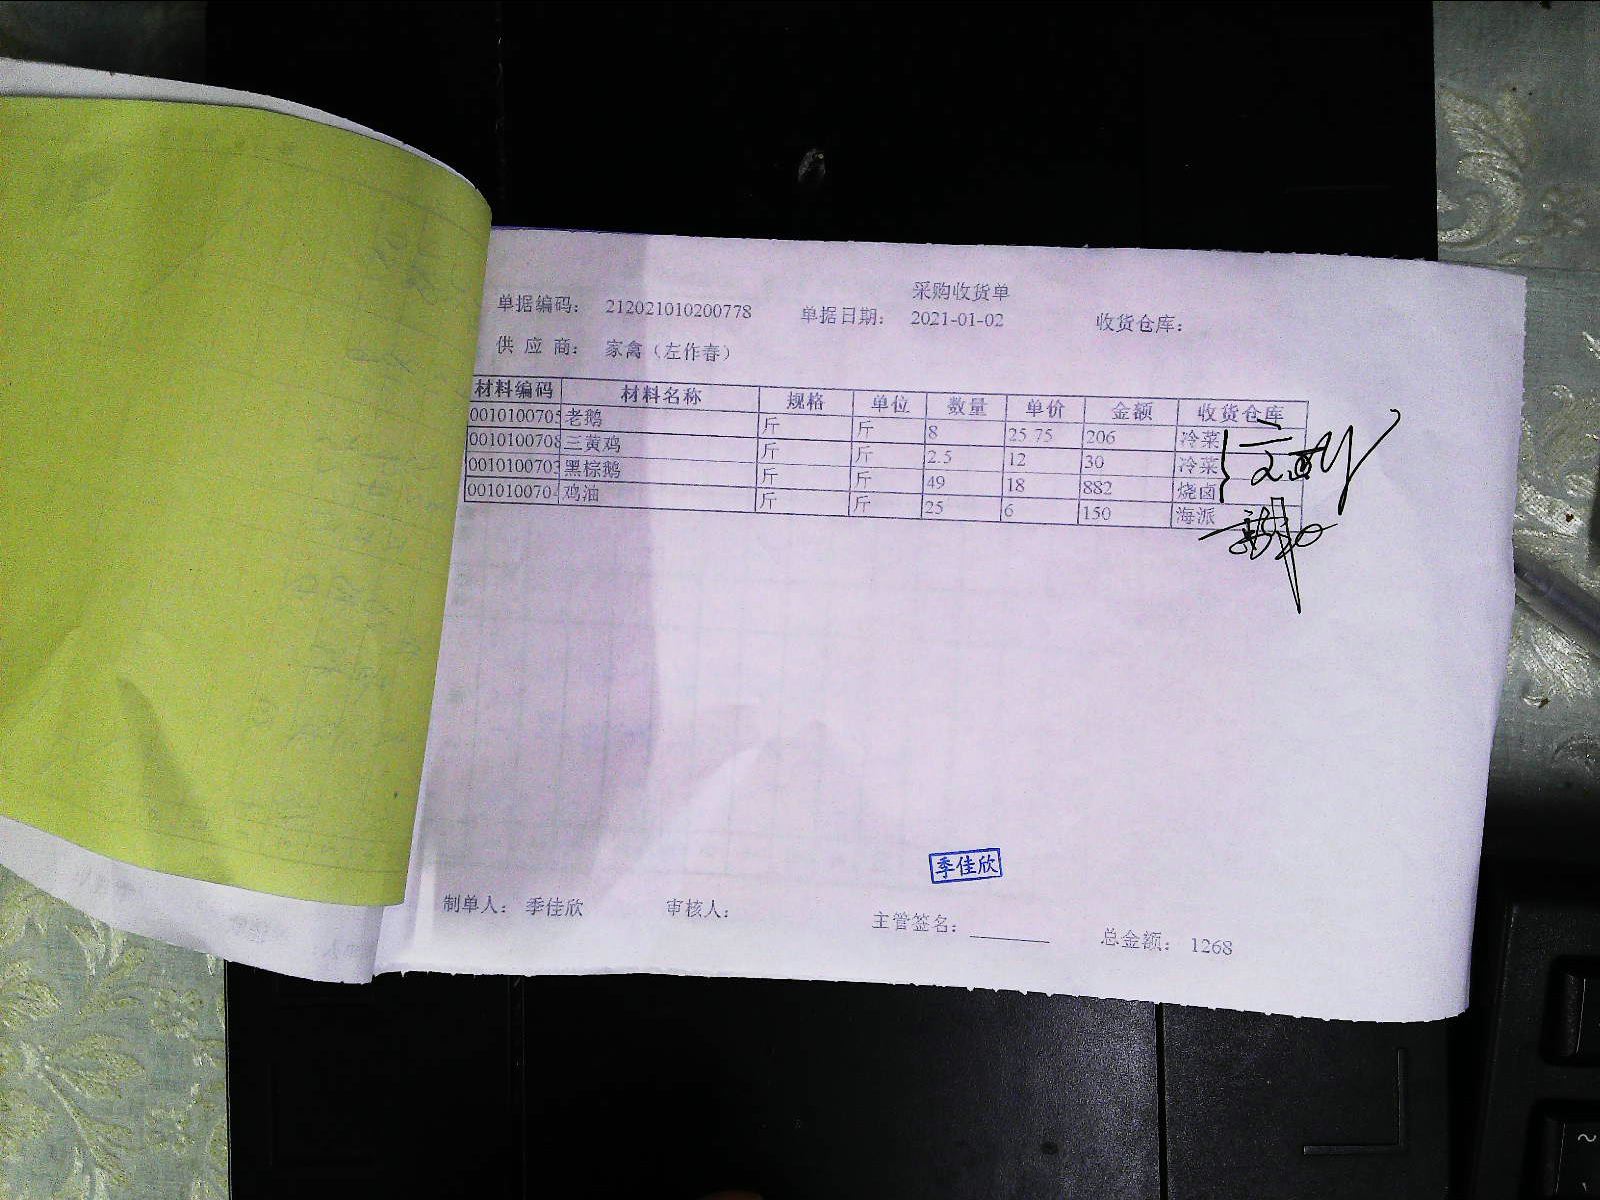 采购收货单
单据编码： 212021010200778 单据日期： 2021-01-02 收货仓库：
供 应 商： 家禽（左作春）
材料编码 材料名称 规格 单位 数量 单价 金额 收货仓库
0010100705 老鹅 斤 斤 8 25.75 206 冷菜
0010100708 三黄鸡 斤 斤 2.5 12 30 冷菜
0010100703 黑棕鹅 斤 斤 49 18 882 烧卤
001010070 鸡油 斤 斤 25 6 150 海派
季佳欣
制单人： 季佳欣 审核人： 主管签名： 总金额： 1268